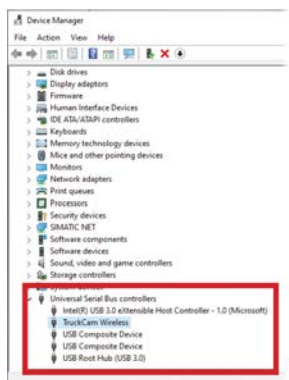 Device Manager
File Action View Help
Disk drives
Display adaptors
Firmware
Human Interface Devices
IDE ATA/ATAPI controllers
Keyboards
Memory technology devices
Mice and other pointing devices
Monitors
Network adapters
Print queues
Processors
Security devices
SIMATIC NET
Software components
Software devices
Sound, video and game controllers
Storage controllers
System devices
Universal Serial Bus controllers
Intel(R) USB 3.0 eXtensible Host Controller - 1.0 (Microsoft)
TruckCam Wireless
USB Composite Device
USB Composite Device
USB Root Hub (USB 3.0)